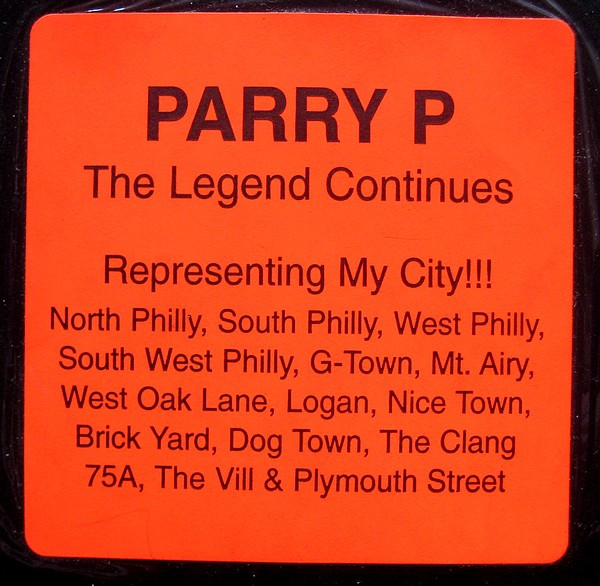 PARRY P
The Legend Continues
Representing My City!!!
North Philly, South Philly, West Philly,
South West Philly, G-Town, Mt. Airy,
West Oak Lane, Logan, Nice Town,
Brick Yard, Dog Town, The Clang
75A, The Vill & Plymouth Street